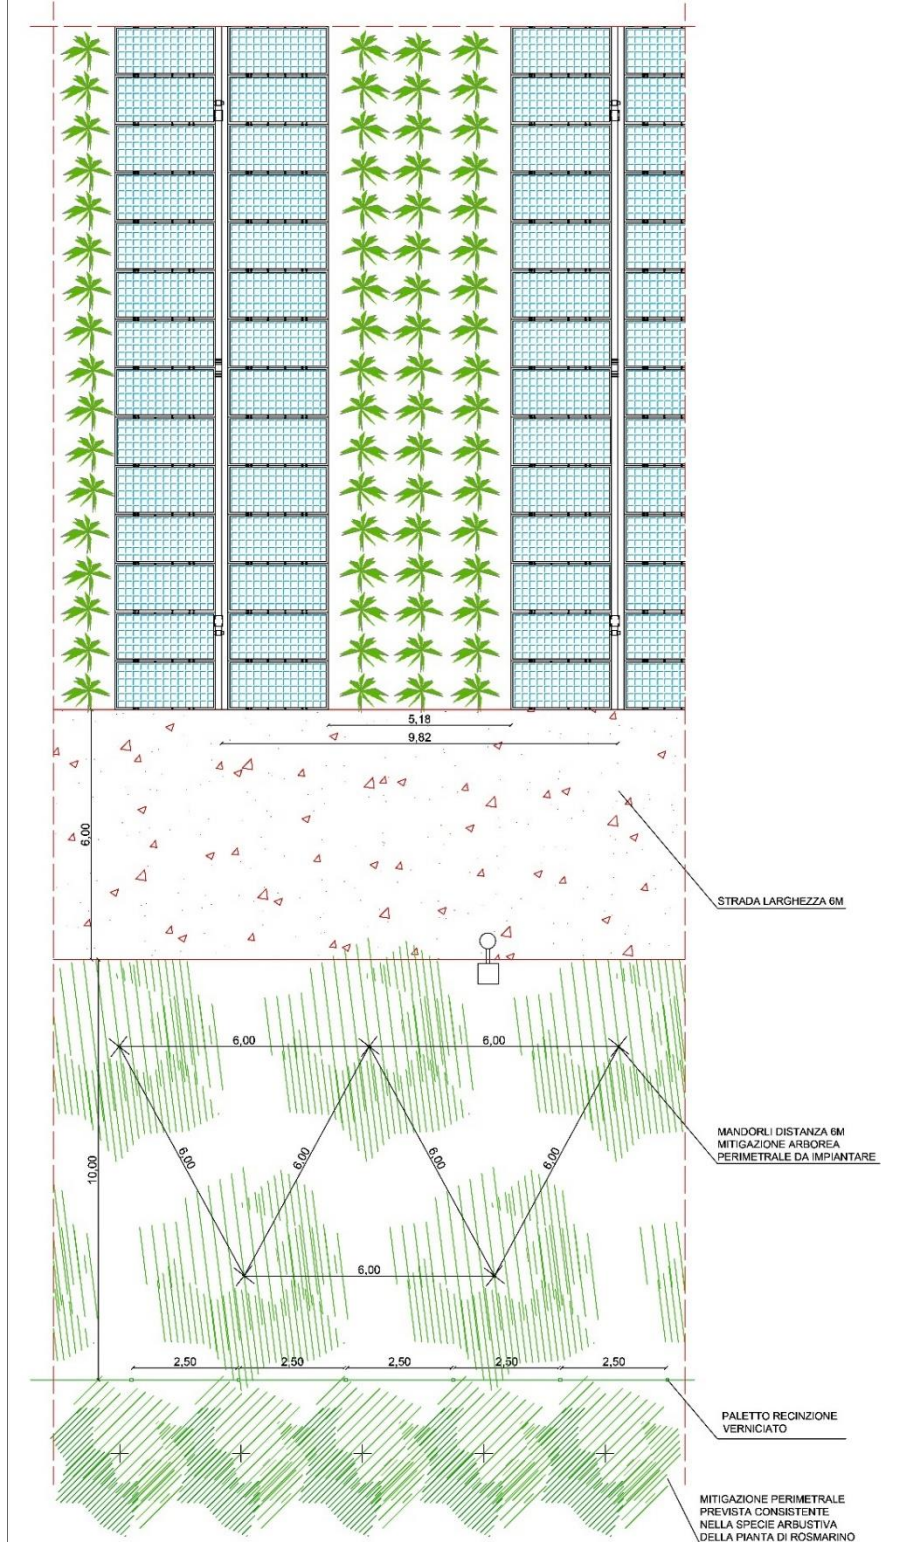 5,18
9,82
6,00
STRADA LARGHEZZA 6M
6,00
6,00
MANDORLI DISTANZA 6M
MITIGAZIONE ARBOREA
PERIMETRALE DA IMPIANTARE
10,00
6,00
6,00
6,00
6,00
6,00
2,50
2,50
2,50
2,50
2,50
PALETTO RECINZIONE
VERNICIATO
MITIGAZIONE PERIMETRALE
PREVISTA CONSISTENTE
NELLA SPECIE ARBUSTIVA
DELLA PIANTA DI ROSMARINO